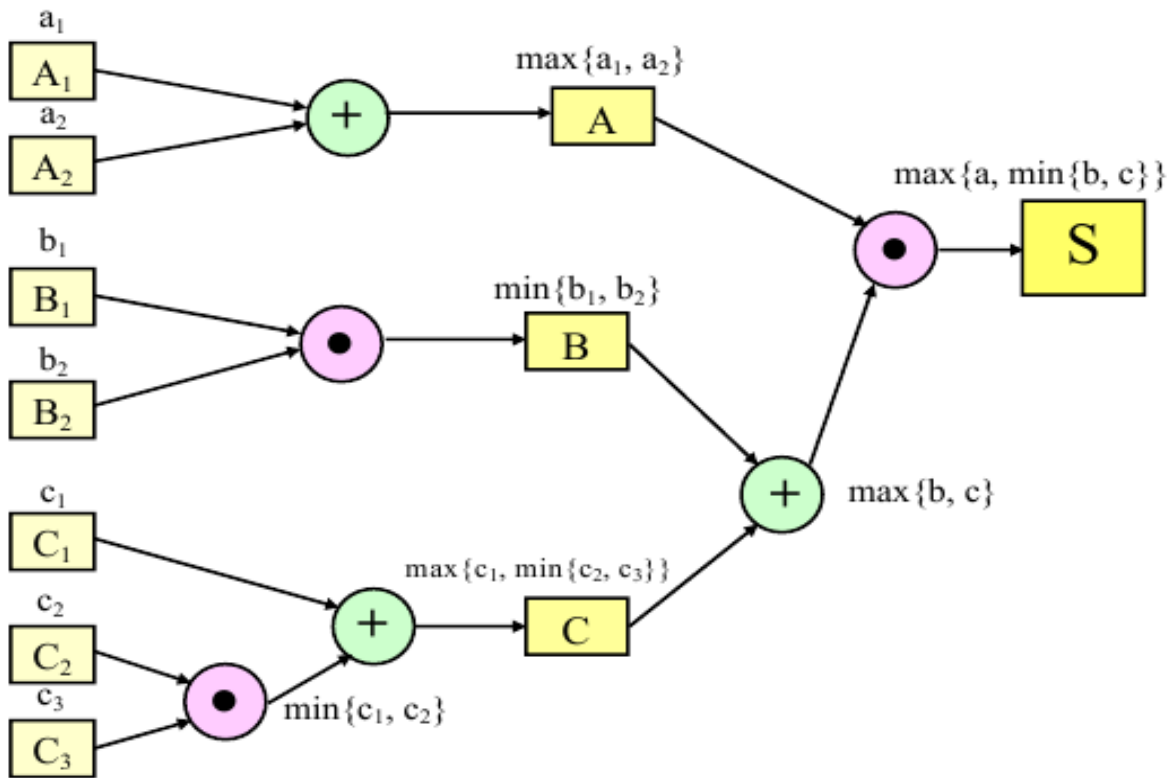 a₁
A₁
a₂
A₂
+
max{a₁, a₂}
A
max{a, min{b, c}}
S
b₁
B₁
b₂
B₂
min{b₁, b₂}
B
+
max{b, c}
c₁
C₁
c₂
C₂
c₃
C₃
min{c₁, c₂}
+
max{c₁, min{c₂, c₃}}
C